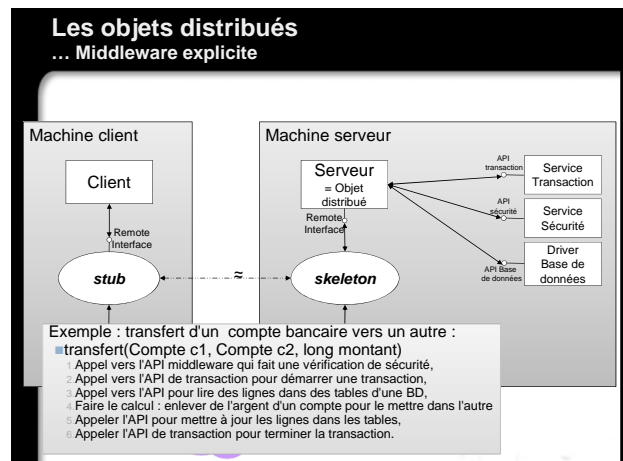 Les objets distribués
… Middleware explicite
Machine client
Machine serveur
Client
Remote
Interface
stub
≈
Serveur
= Objet
distribué
Remote
Interface
skeleton
API
transaction
Service
Transaction
API
sécurité
Service
Sécurité
API Base
de données
Driver
Base de
données
Exemple : transfert d'un compte bancaire vers un autre :
transfert(Compte c1, Compte c2, long montant)
1.Appel vers l'API middleware qui fait une vérification de sécurité,
2.Appel vers l'API de transaction pour démarrer une transaction,
3.Appel vers l'API pour lire des lignes dans des tables d'une BD,
4.Faire le calcul : enlever de l'argent d'un compte pour le mettre dans l'autre
5.Appeler l'API pour mettre à jour les lignes dans les tables,
6.Appeler l'API de transaction pour terminer la transaction.